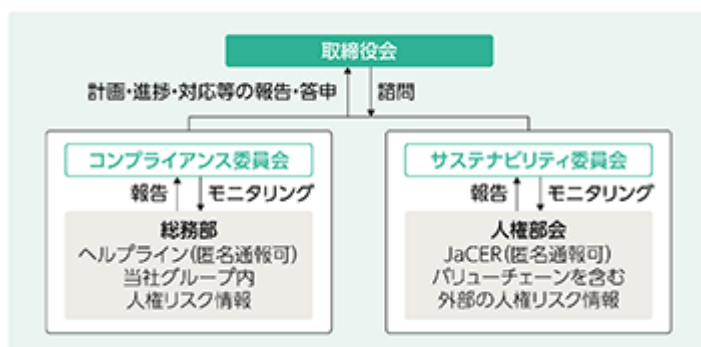 取締役会
計画・進捗・対応等の報告・答申
諮問
コンプライアンス委員会
報告
モニタリング
総務部
ヘルプライン(匿名通報可)
当社グループ内
人権リスク情報
サステナビリティ委員会
報告
モニタリング
人権部会
JaCER(匿名通報可)
バリューチェーンを含む
外部の人権リスク情報